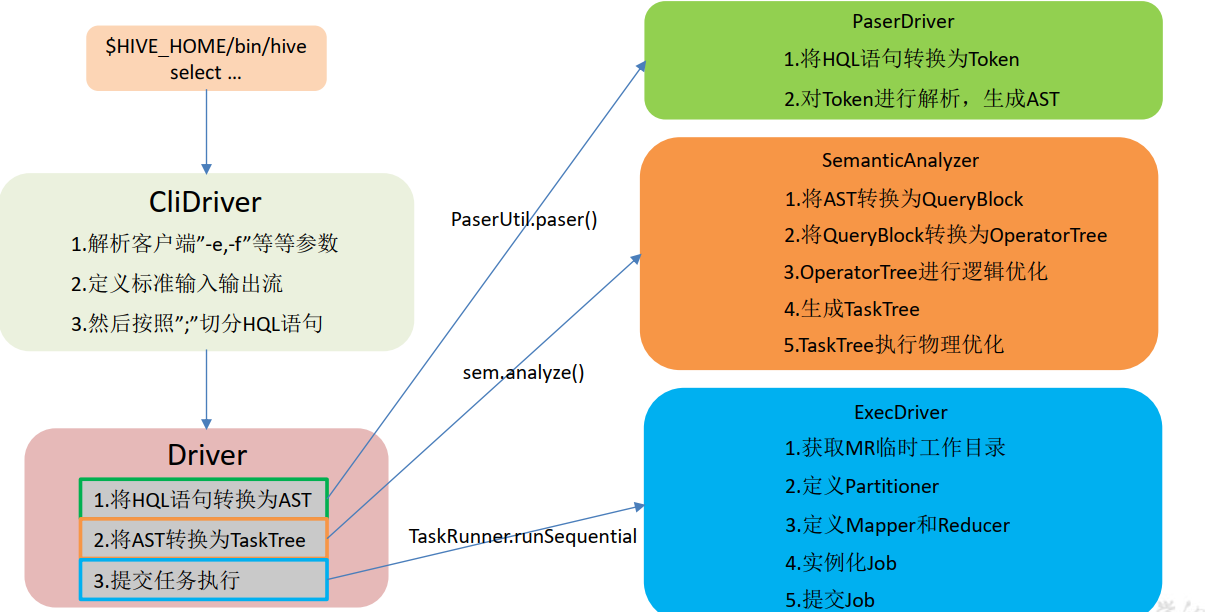 $HIVE_HOME/bin/hive
select ...
CliDriver
1.解析客户端”-e,-f”等等参数
2.定义标准输入输出流
3.然后按照”;”切分HQL语句
Driver
1.将HQL语句转换为AST
2.将AST转换为TaskTree
3.提交任务执行
PaserUtil.paser()
sem.analyze()
TaskRunner.runSequential
PaserDriver
1.将HQL语句转换为Token
2.对Token进行解析，生成AST
SemanticAnalyzer
1.将AST转换为QueryBlock
2.将QueryBlock转换为OperatorTree
3.OperatorTree进行逻辑优化
4.生成TaskTree
5.TaskTree执行物理优化
ExecDriver
1.获取MR临时工作目录
2.定义Partitioner
3.定义Mapper和Reducer
4.实例化Job
5.提交Job